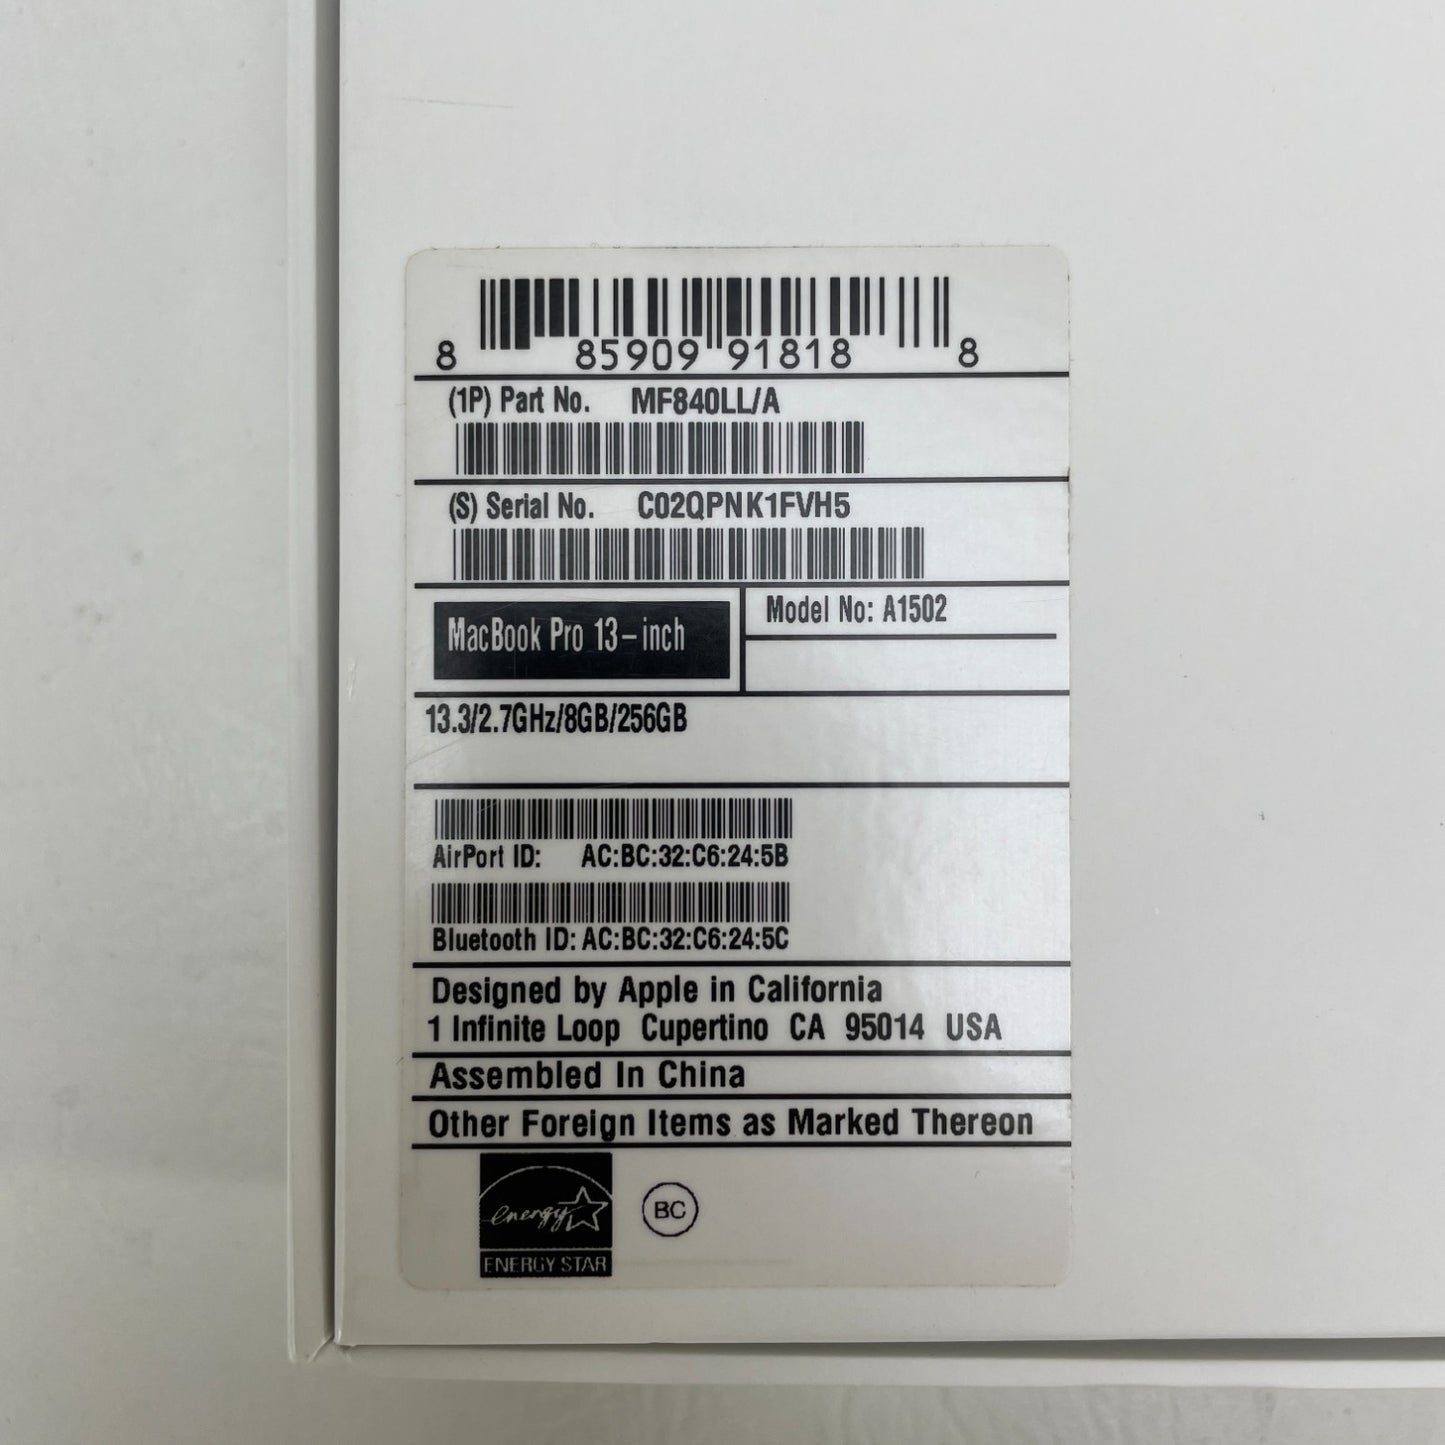 8 85909 91818 8
(1P) Part No. MF840LL/A
(S) Serial No. C02QPNK1FVH5
MacBook Pro 13-inch
Model No: A1502
13.3/2.7GHz/8GB/256GB
AirPort ID: AC:BC:32:C6:24:5B
Bluetooth ID: AC:BC:32:C6:24:5C
Designed by Apple in California
1 Infinite Loop Cupertino CA 95014 USA
Assembled In China
Other Foreign Items as Marked Thereon
energy
BC
ENERGY STAR